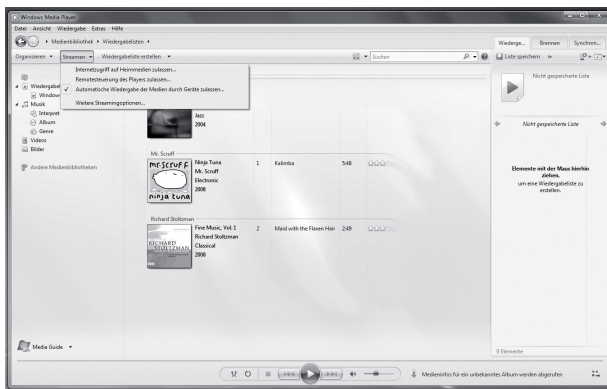 Windows Media Player
Datei Ansicht Wiedergabe Extras Hilfe
Medienbibliothek Wiedergabelisten
Organisieren Streamen Wiedergabeliste erstellen
Suchen
Wiederga... Brennen Synchron...
Liste speichern »
Internetzugriff auf Heimmedien zulassen...
Remotesteuerung des Players zulassen...
Automatische Wiedergabe der Medien durch Geräte zulassen...
Weitere Streamingoptionen...
Wiedergabel
Window
Musik
Interpret
Album
Genre
Videos
Bilder
Andere Medienbibliotheken
Jazz
2004
Mr. Scruff
mr.scruff
ninja tuna
Ninja Tuna 1 Kalimba 5:48
Mr. Scruff
Electronic
2008
Richard Stoltzman
RICHARD
STOLTZMAN
Fine Music, Vol. 1 2 Maid with the Flaxen Hair 2:49
Richard Stoltzman
Classical
2008
Nicht gespeicherte Liste
Nicht gespeicherte Liste
Elemente mit der Maus hierhin
ziehen,
um eine Wiedergabeliste zu
erstellen.
0 Elemente
Media Guide
Medieninfos für ein unbekanntes Album werden abgerufen